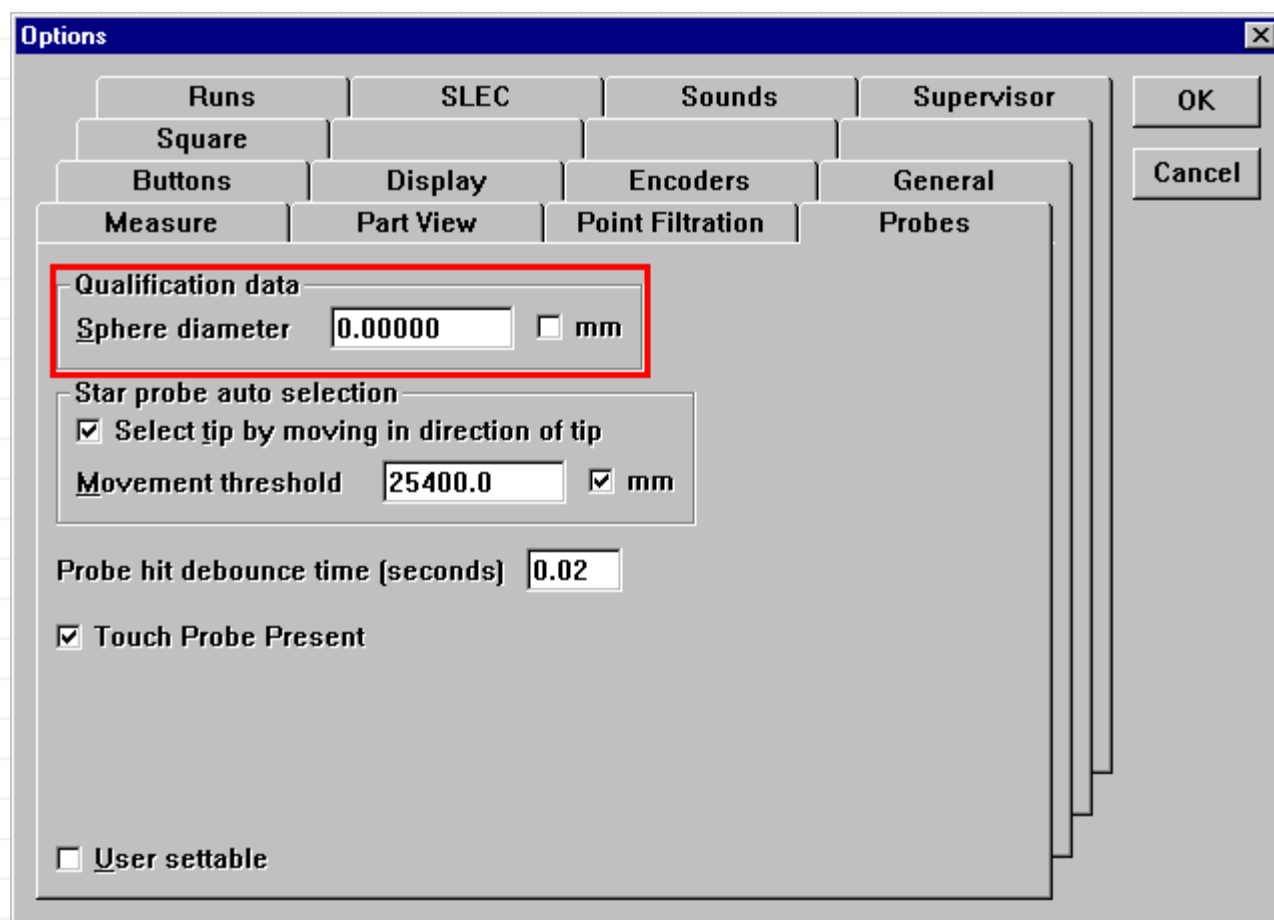 Options
Runs SLEC Sounds Supervisor
OK
Square
Buttons Display Encoders General
Cancel
Measure Part View Point Filtration Probes
Qualification data
Sphere diameter 0.00000 mm
Star probe auto selection
Select tip by moving in direction of tip
Movement threshold 25400.0 mm
Probe hit debounce time (seconds) 0.02
Touch Probe Present
User settable